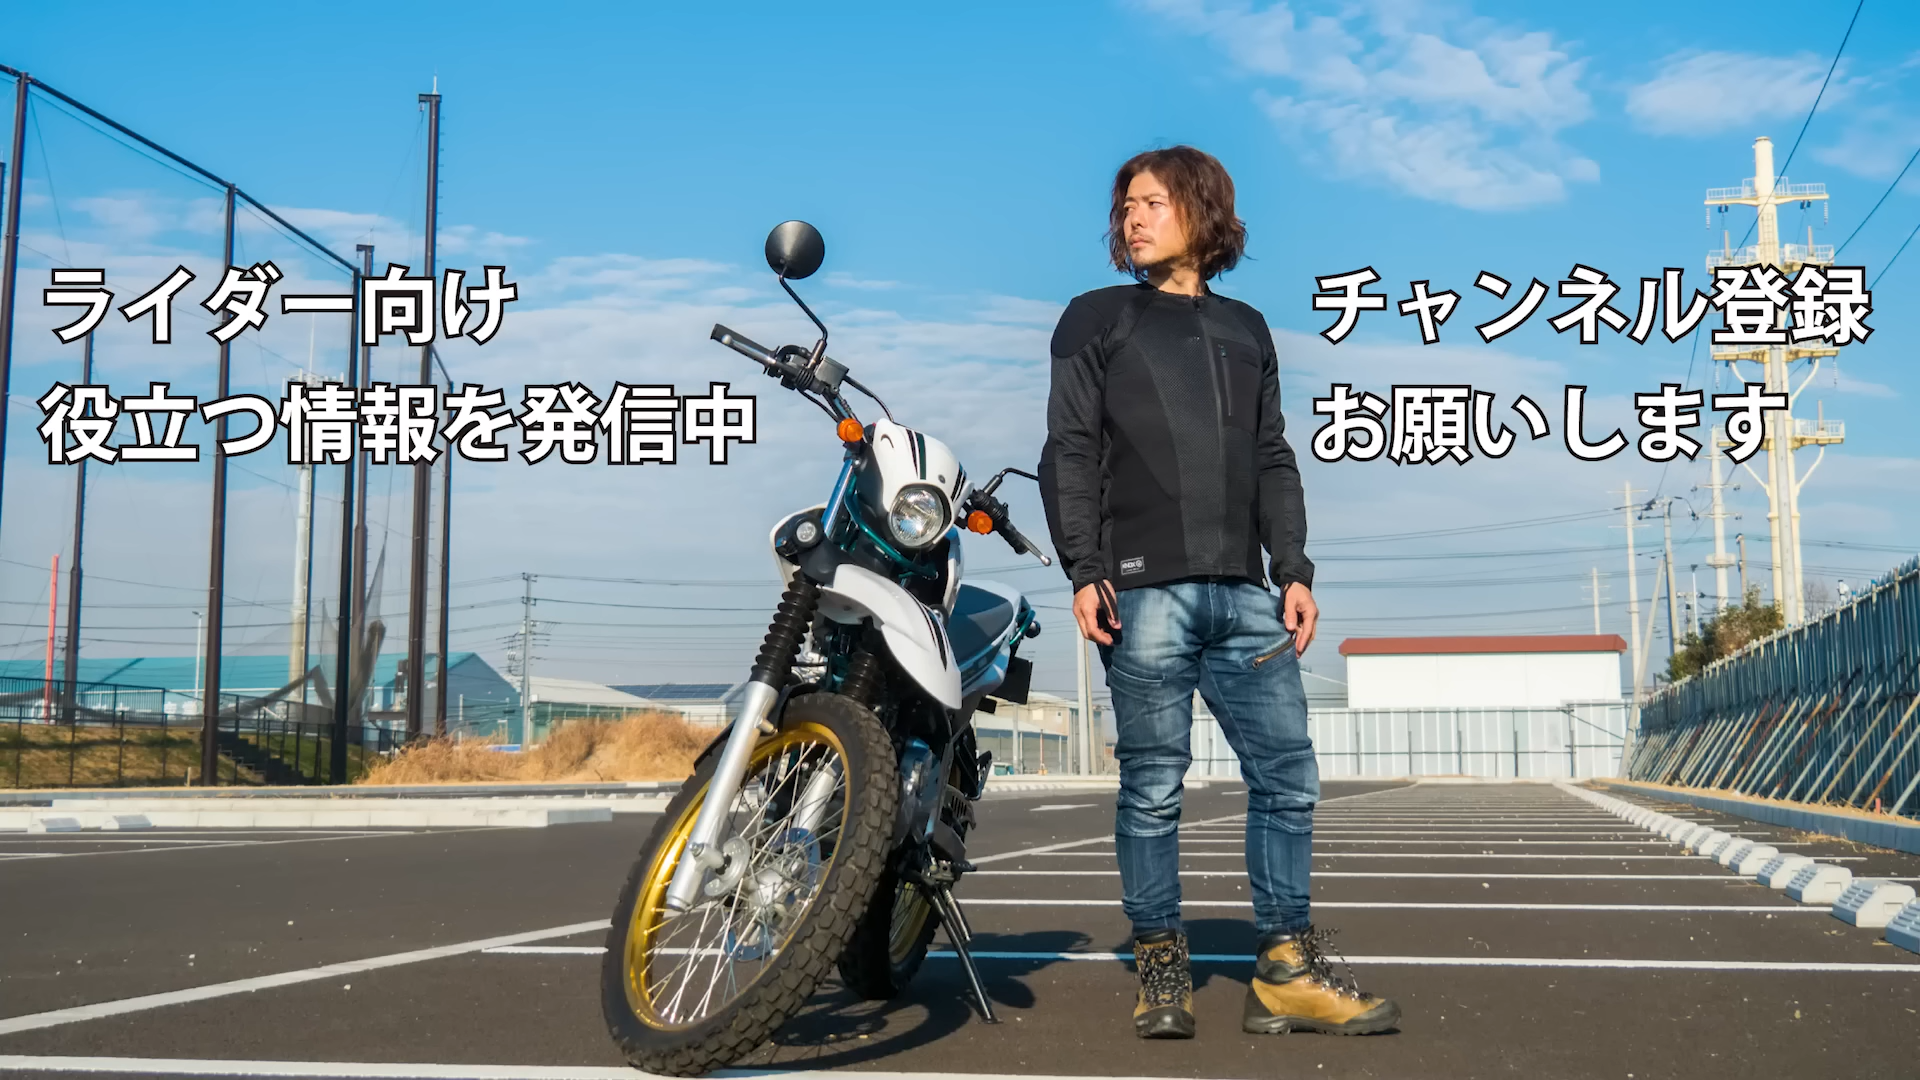 ライダー向け
役立つ情報を発信中
チャンネル登録
お願いします
KNOX